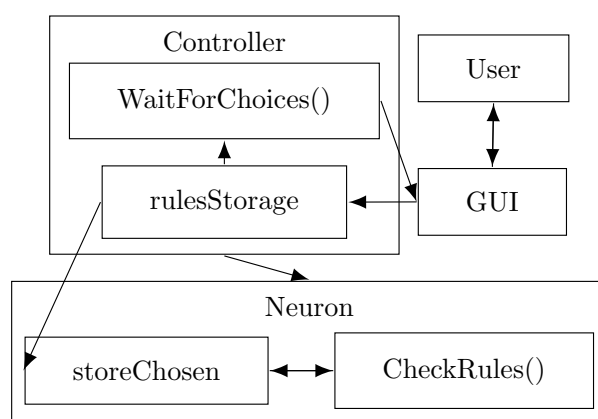 Controller
WaitForChoices()
User
rulesStorage
GUI
Neuron
storeChosen
CheckRules()